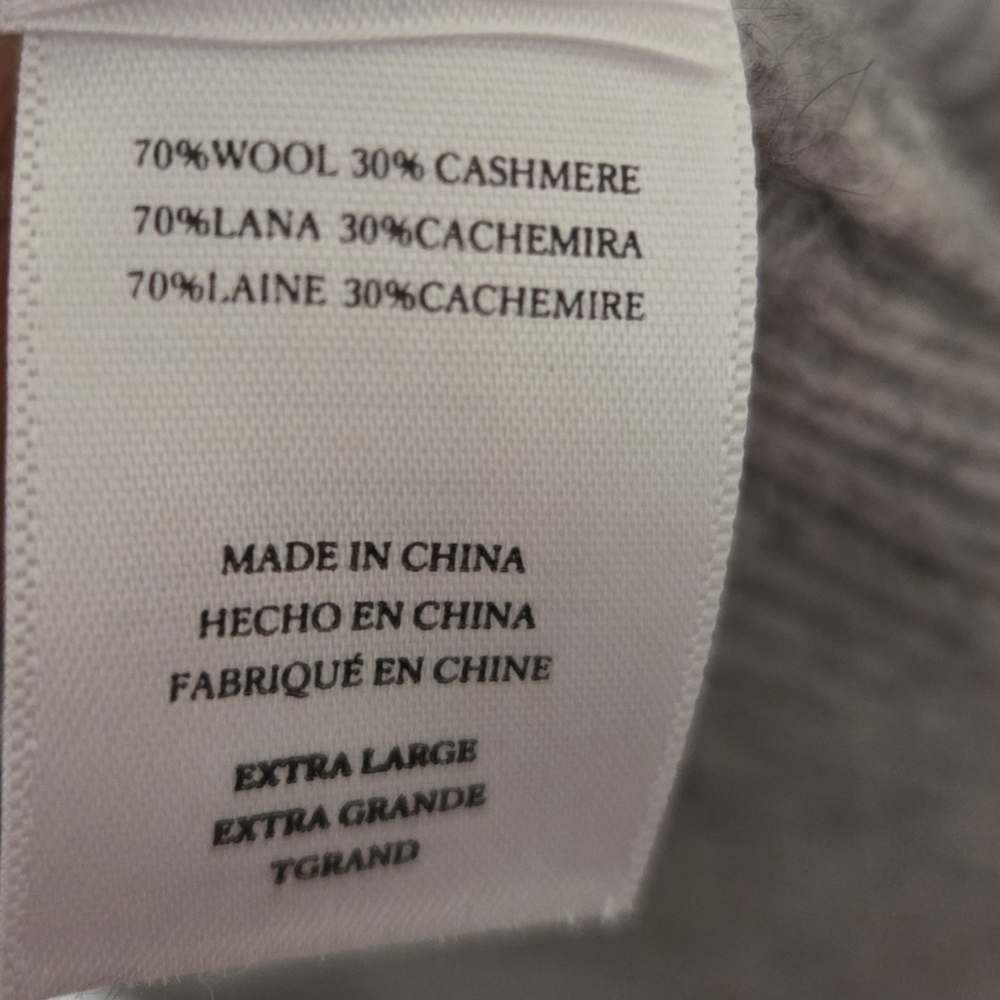 70%WOOL 30% CASHMERE
70%LANA 30%CACHEMIRA
70%LAINE 30%CACHEMIRE
MADE IN CHINA
HECHO EN CHINA
FABRIQUÉ EN CHINE
EXTRA LARGE
EXTRA GRANDE
TGRAND